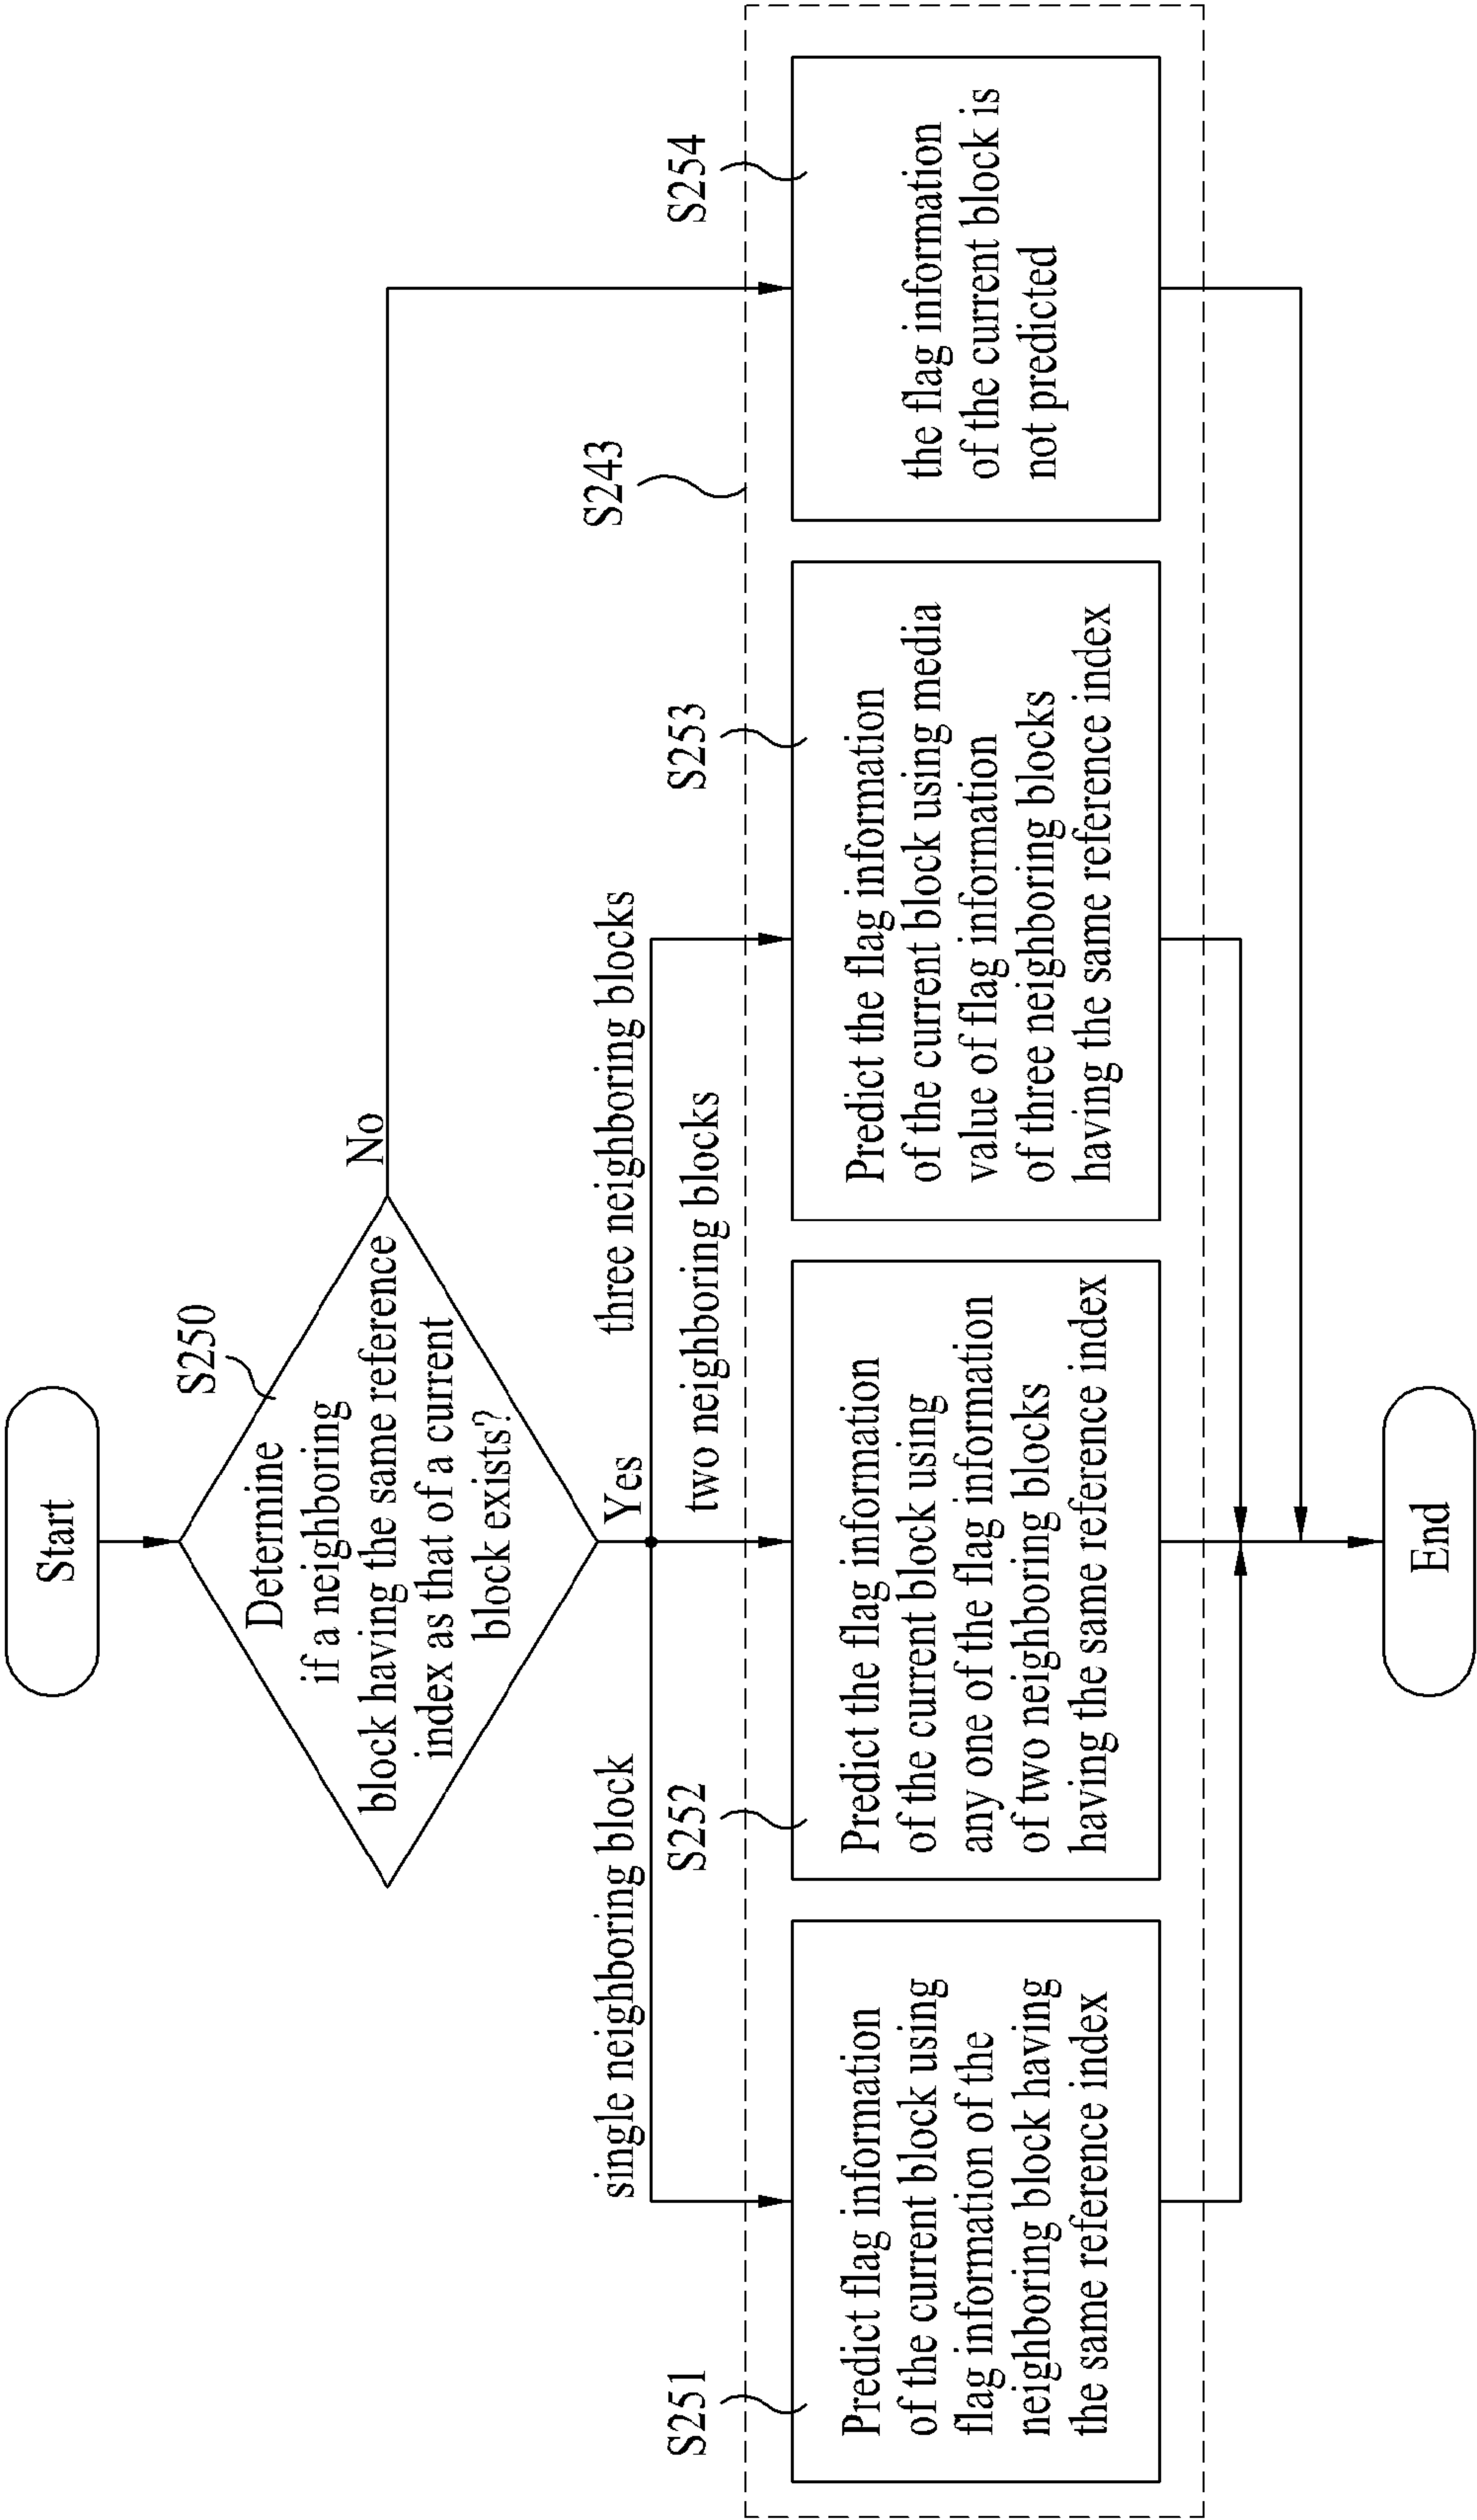 Start
S250
Determine
if a neighboring
block having the same reference
index as that of a current
block exists?
No
Yes
single neighboring block
three neighboring blocks
two neighboring blocks
S243
S251
Predict flag information
of the current block using
flag information of the
neighboring block having
the same reference index
S252
Predict the flag information
of the current block using
any one of the flag information
of two neighboring blocks
having the same reference index
S253
Predict the flag information
of the current block using media
value of flag information
of three neighboring blocks
having the same reference index
S254
the flag information
of the current block is
not predicted
End